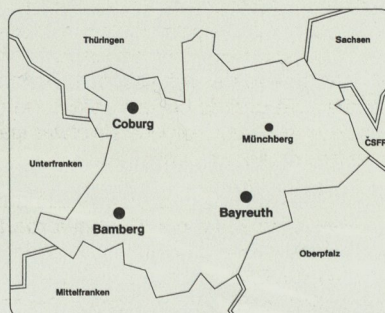 Thüringen
Sachsen
Coburg
Münchberg
ČSFR
Unterfranken
Bayreuth
Bamberg
Oberpfalz
Mittelfranken